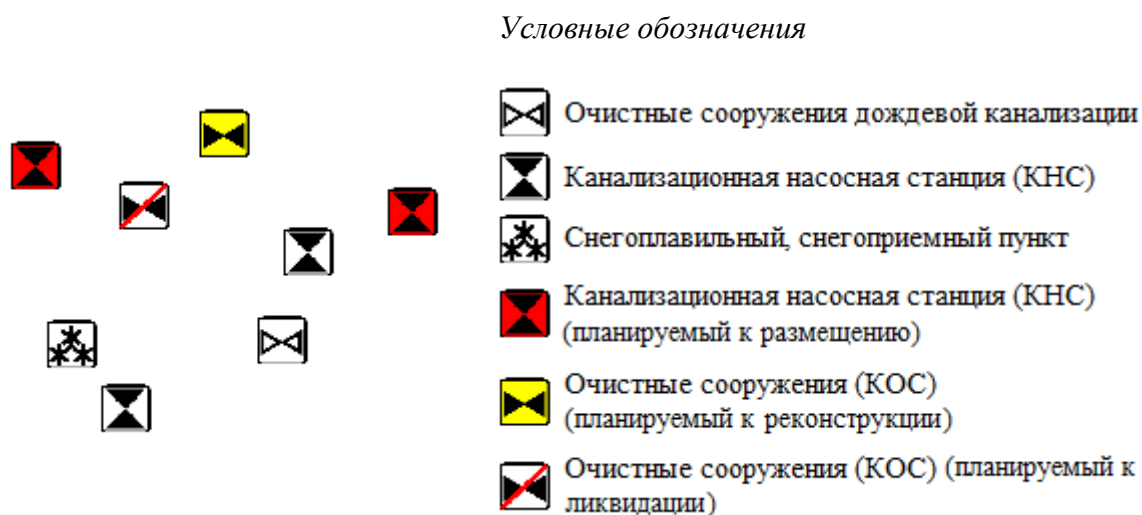 Условные обозначения
Очистные сооружения дождевой канализации
Канализационная насосная станция (КНС)
Снегоплавильный, снегоприемный пункт
Канализационная насосная станция (КНС)
(планируемый к размещению)
Очистные сооружения (КОС)
(планируемый к реконструкции)
Очистные сооружения (КОС) (планируемый к
ликвидации)